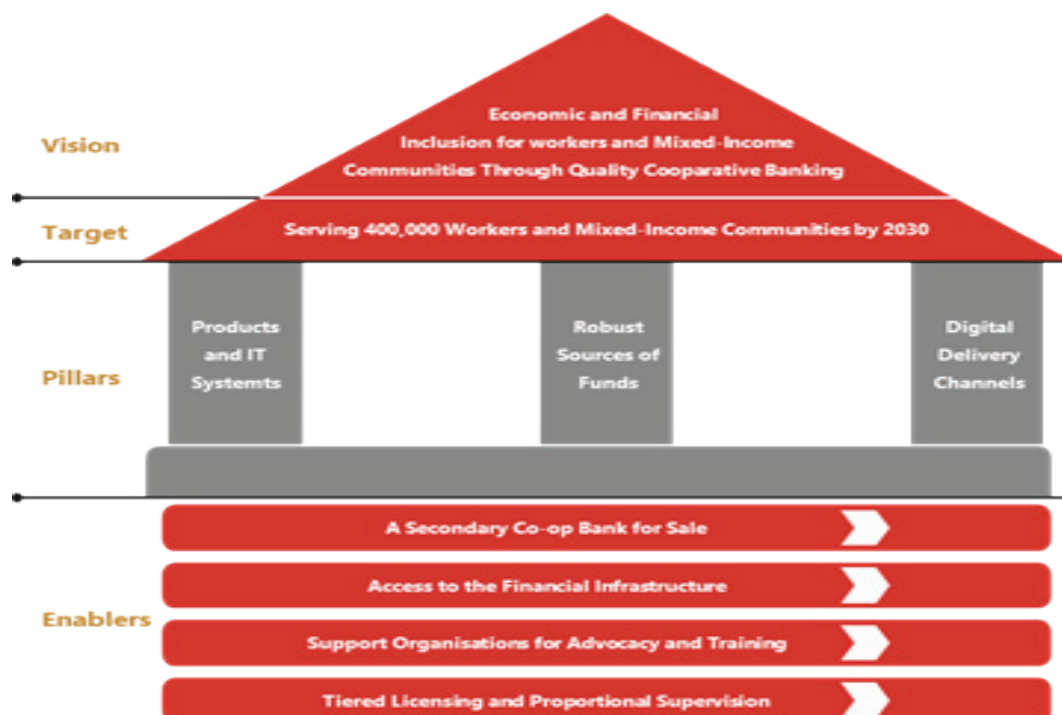 Vision
Economic and Financial
Inclusion for workers and Mixed-Income
Communities Through Quality Cooparative Banking
Target
Serving 400,000 Workers and Mixed-Income Communities by 2030
Pillars
Products
and IT
Systemts
Robust
Sources of
Funds
Digital
Delivery
Channels
Enablers
A Secondary Co-op Bank for Sale
Access to the Financial Infrastructure
Support Organisations for Advocacy and Training
Tiered Licensing and Proportional Supervision